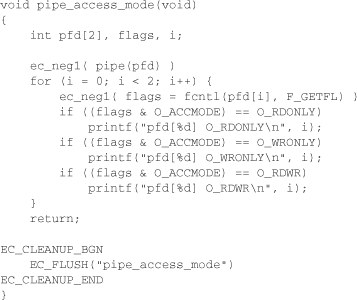 void pipe_access_mode(void)
{
    int pfd[2], flags, i;

    ec_neg1( pipe(pfd) )
    for (i = 0; i < 2; i++) {
        ec_neg1( flags = fcntl(pfd[i], F_GETFL) )
        if ((flags & O_ACCMODE) == O_RDONLY)
            printf("pfd[%d] O_RDONLY\n", i);
        if ((flags & O_ACCMODE) == O_WRONLY)
            printf("pfd[%d] O_WRONLY\n", i);
        if ((flags & O_ACCMODE) == O_RDWR)
            printf("pfd[%d] O_RDWR\n", i);
    }
    return;

EC_CLEANUP_BGN
    EC_FLUSH("pipe_access_mode")
EC_CLEANUP_END
}